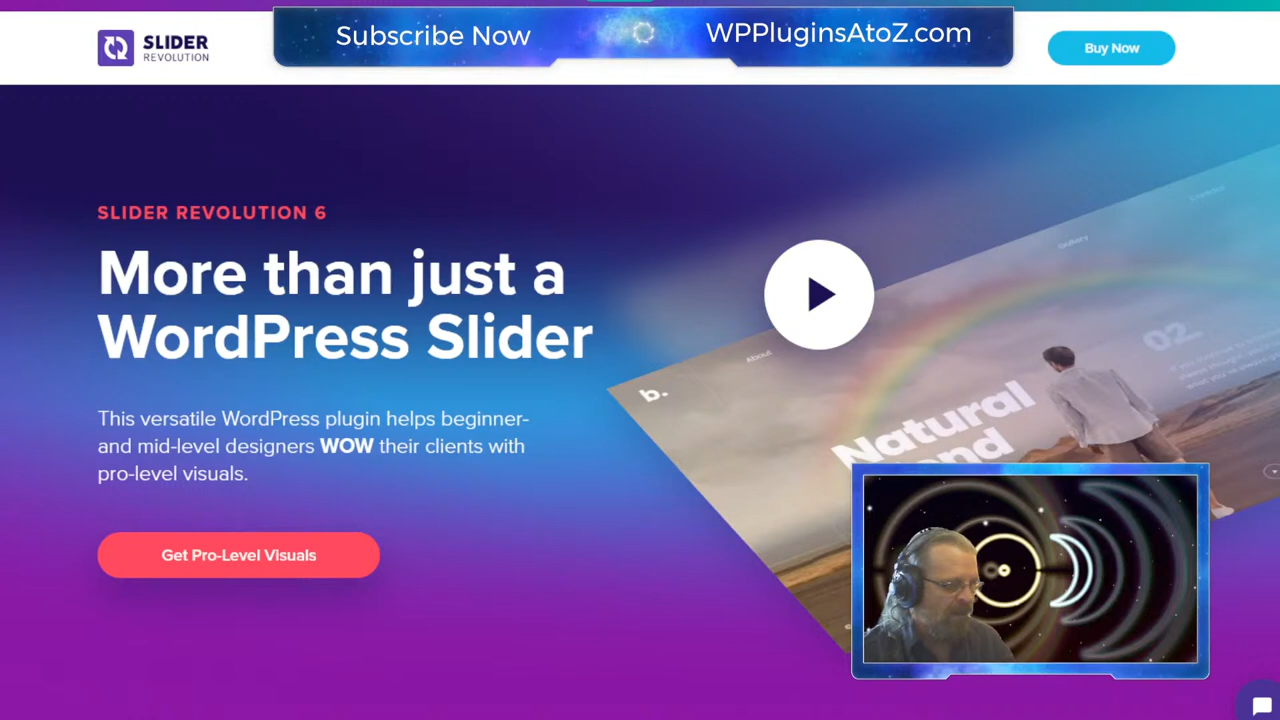 Subscribe Now
WPPluginsAtoZ.com
SLIDER
REVOLUTION
Buy Now
SLIDER REVOLUTION 6
More than just a
WordPress Slider
This versatile WordPress plugin helps beginner-
and mid-level designers WOW their clients with
pro-level visuals.
Get Pro-Level Visuals
Gallery
About
b.
02.
Natural